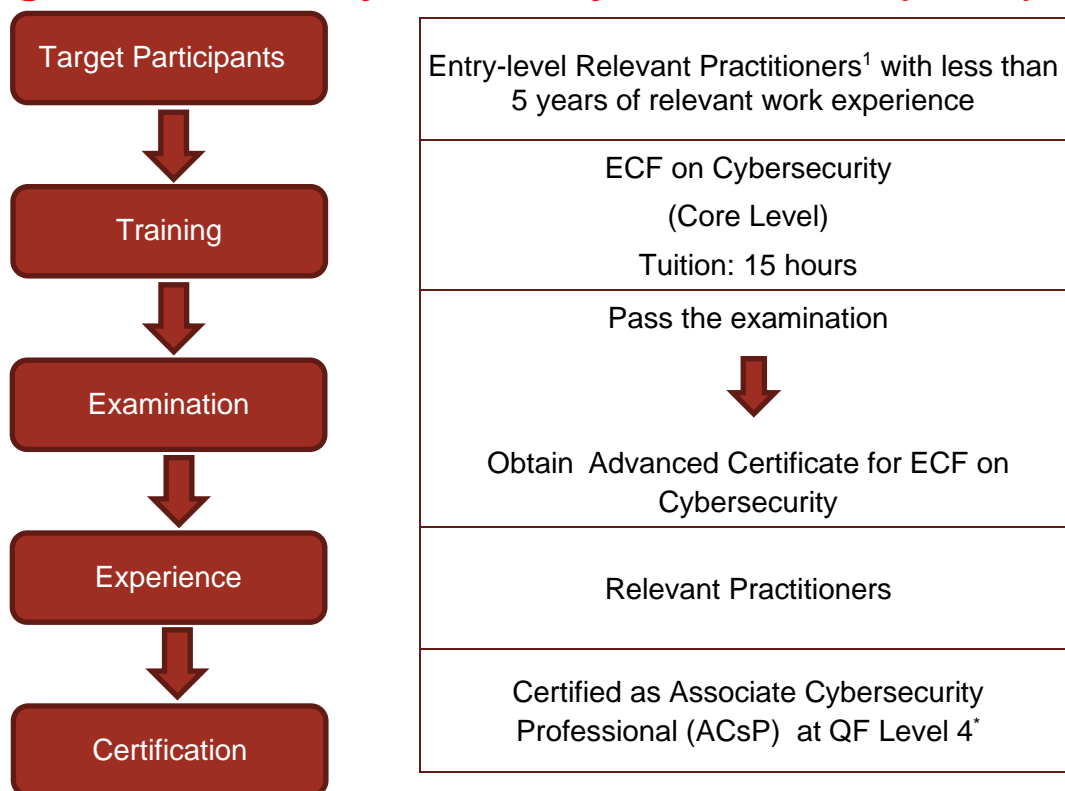 Target Participants
Entry-level Relevant Practitioners1 with less than
5 years of relevant work experience
Training
ECF on Cybersecurity
(Core Level)
Tuition: 15 hours
Examination
Pass the examination
Obtain Advanced Certificate for ECF on
Cybersecurity
Experience
Relevant Practitioners
Certification
Certified as Associate Cybersecurity
Professional (ACsP) at QF Level 4*